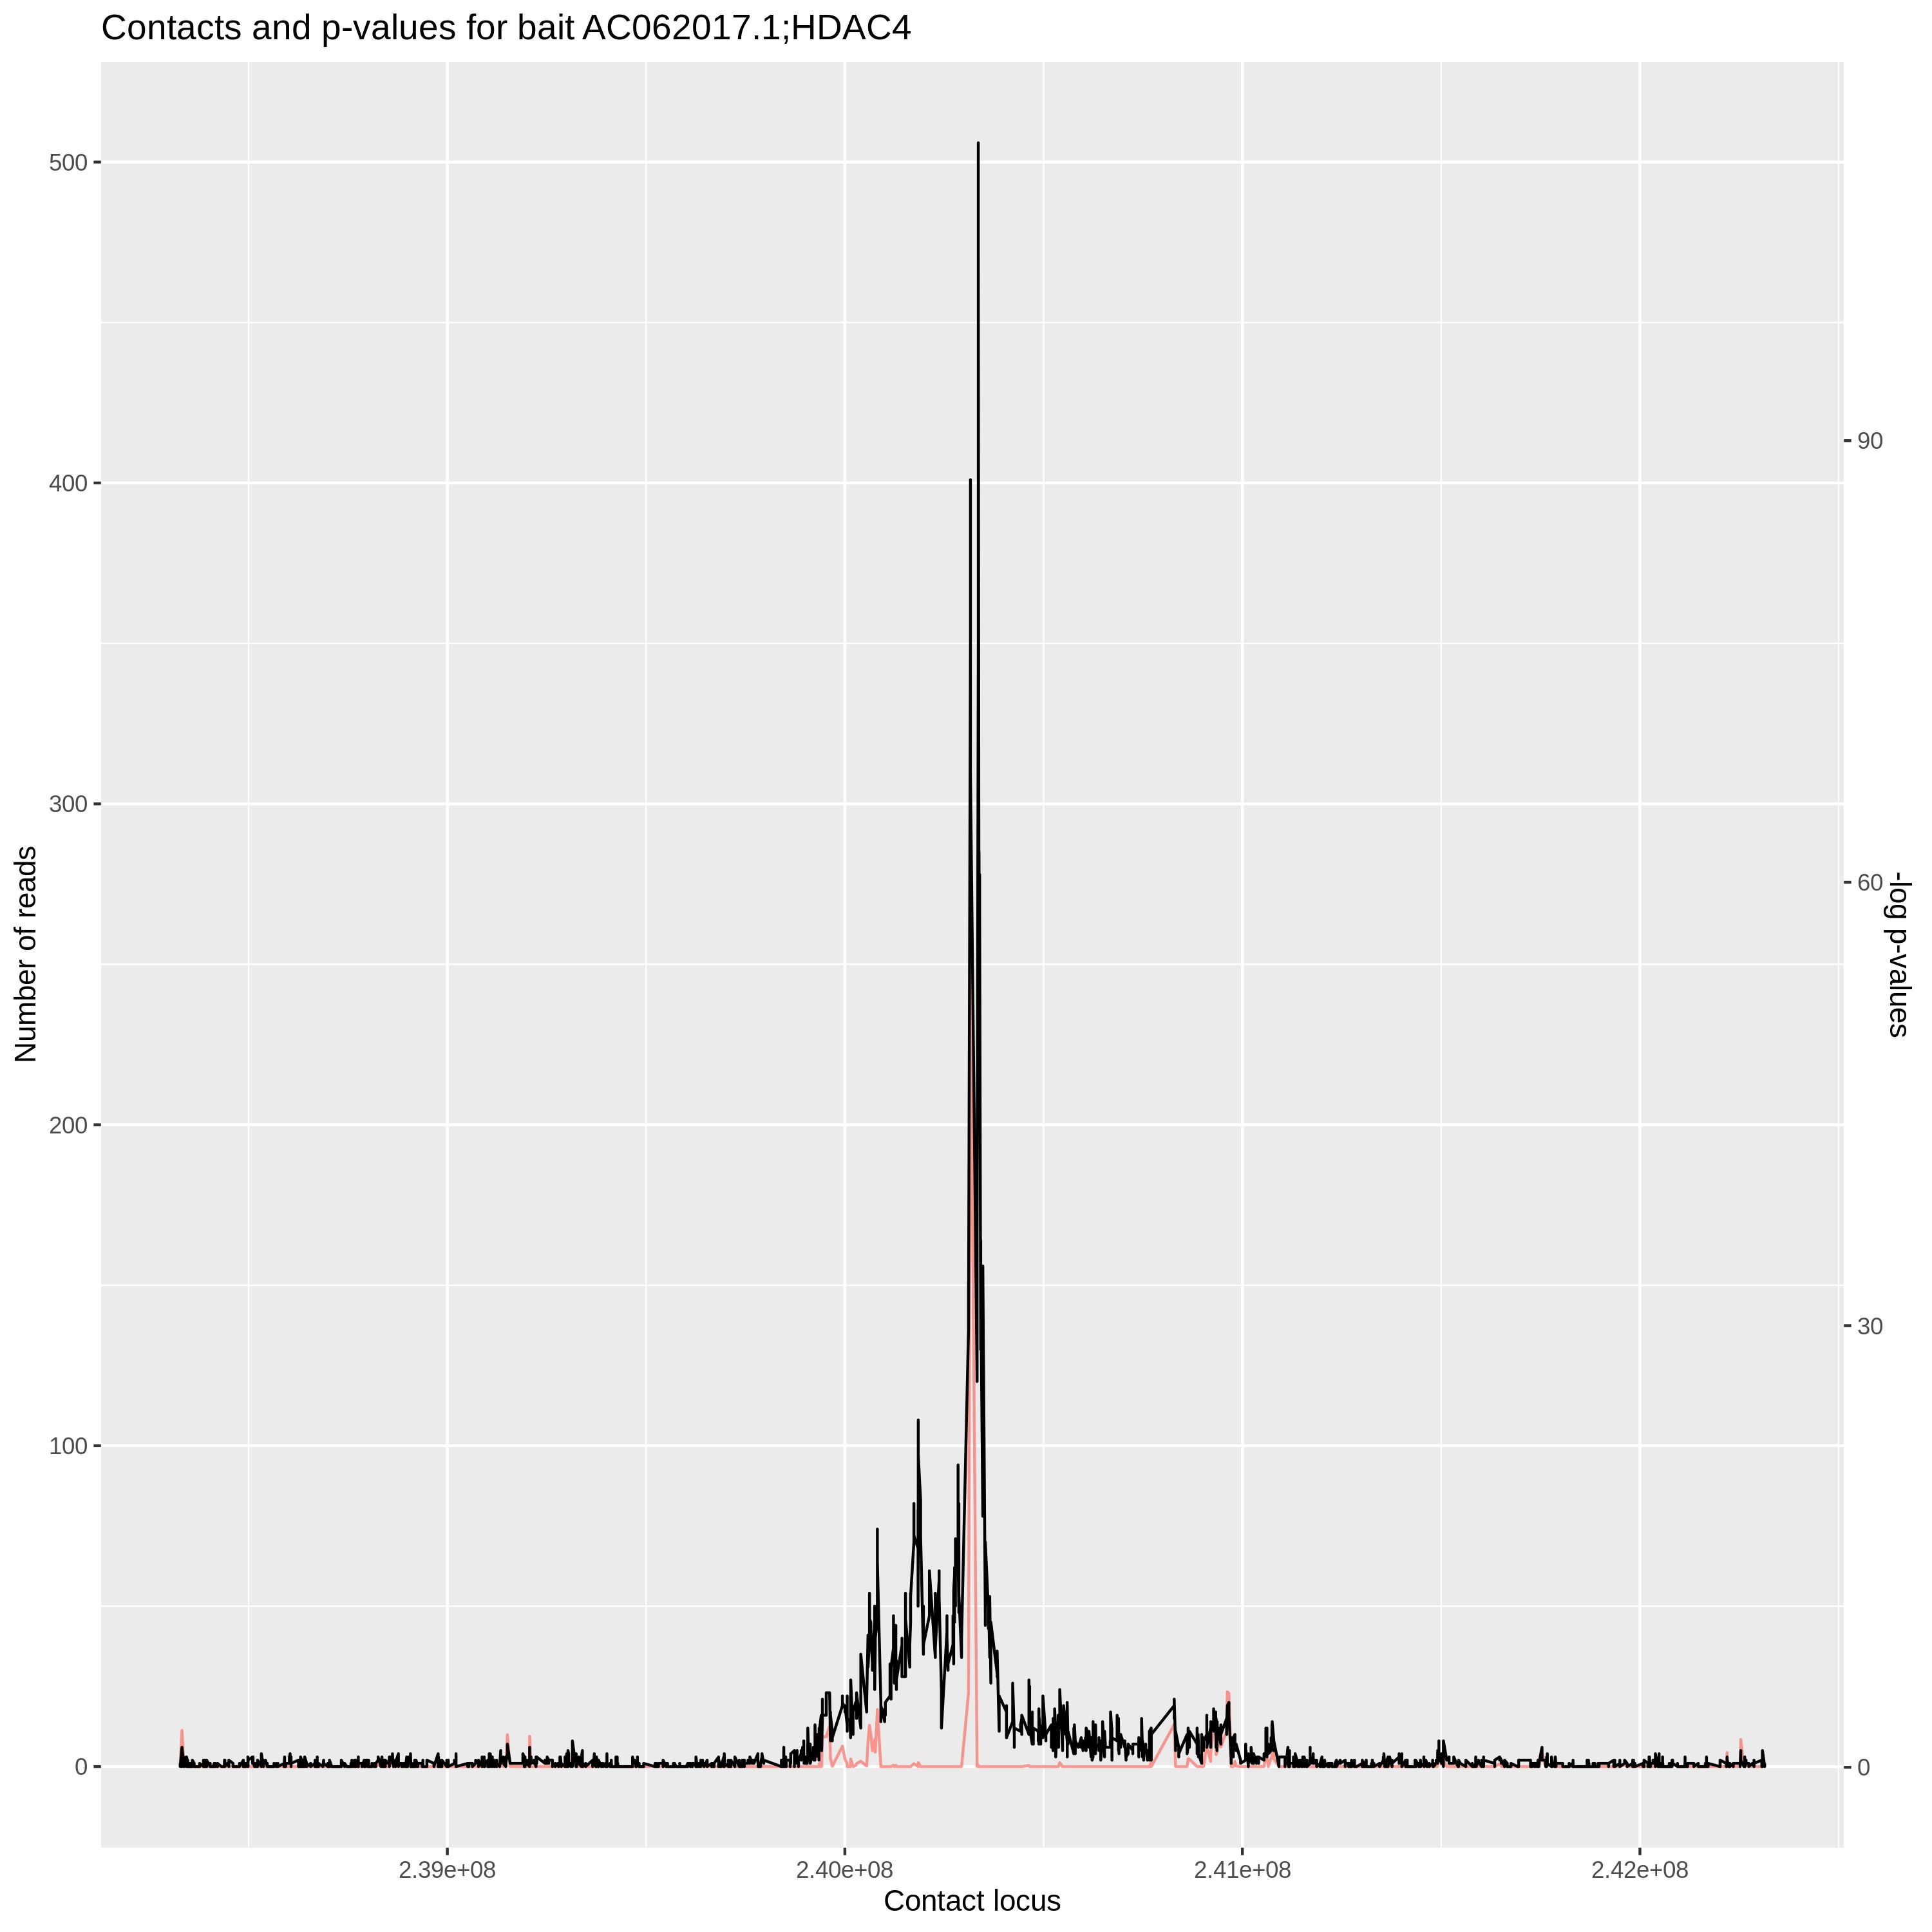 Contacts and p-values for bait AC062017.1;HDAC4
500
400
300
200
100
0
Number of reads
90
60
30
0
-log p-values
2.39e+08
2.40e+08
2.41e+08
2.42e+08
Contact locus